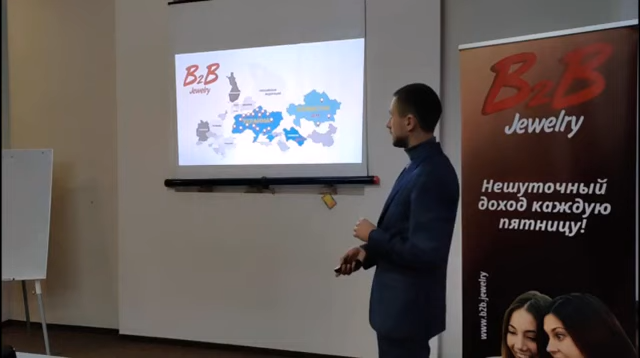 B2B
Jewelry
B2B
Jewelry
Нешуточный
доход каждую
пятницу!
www.b2b.jewelry